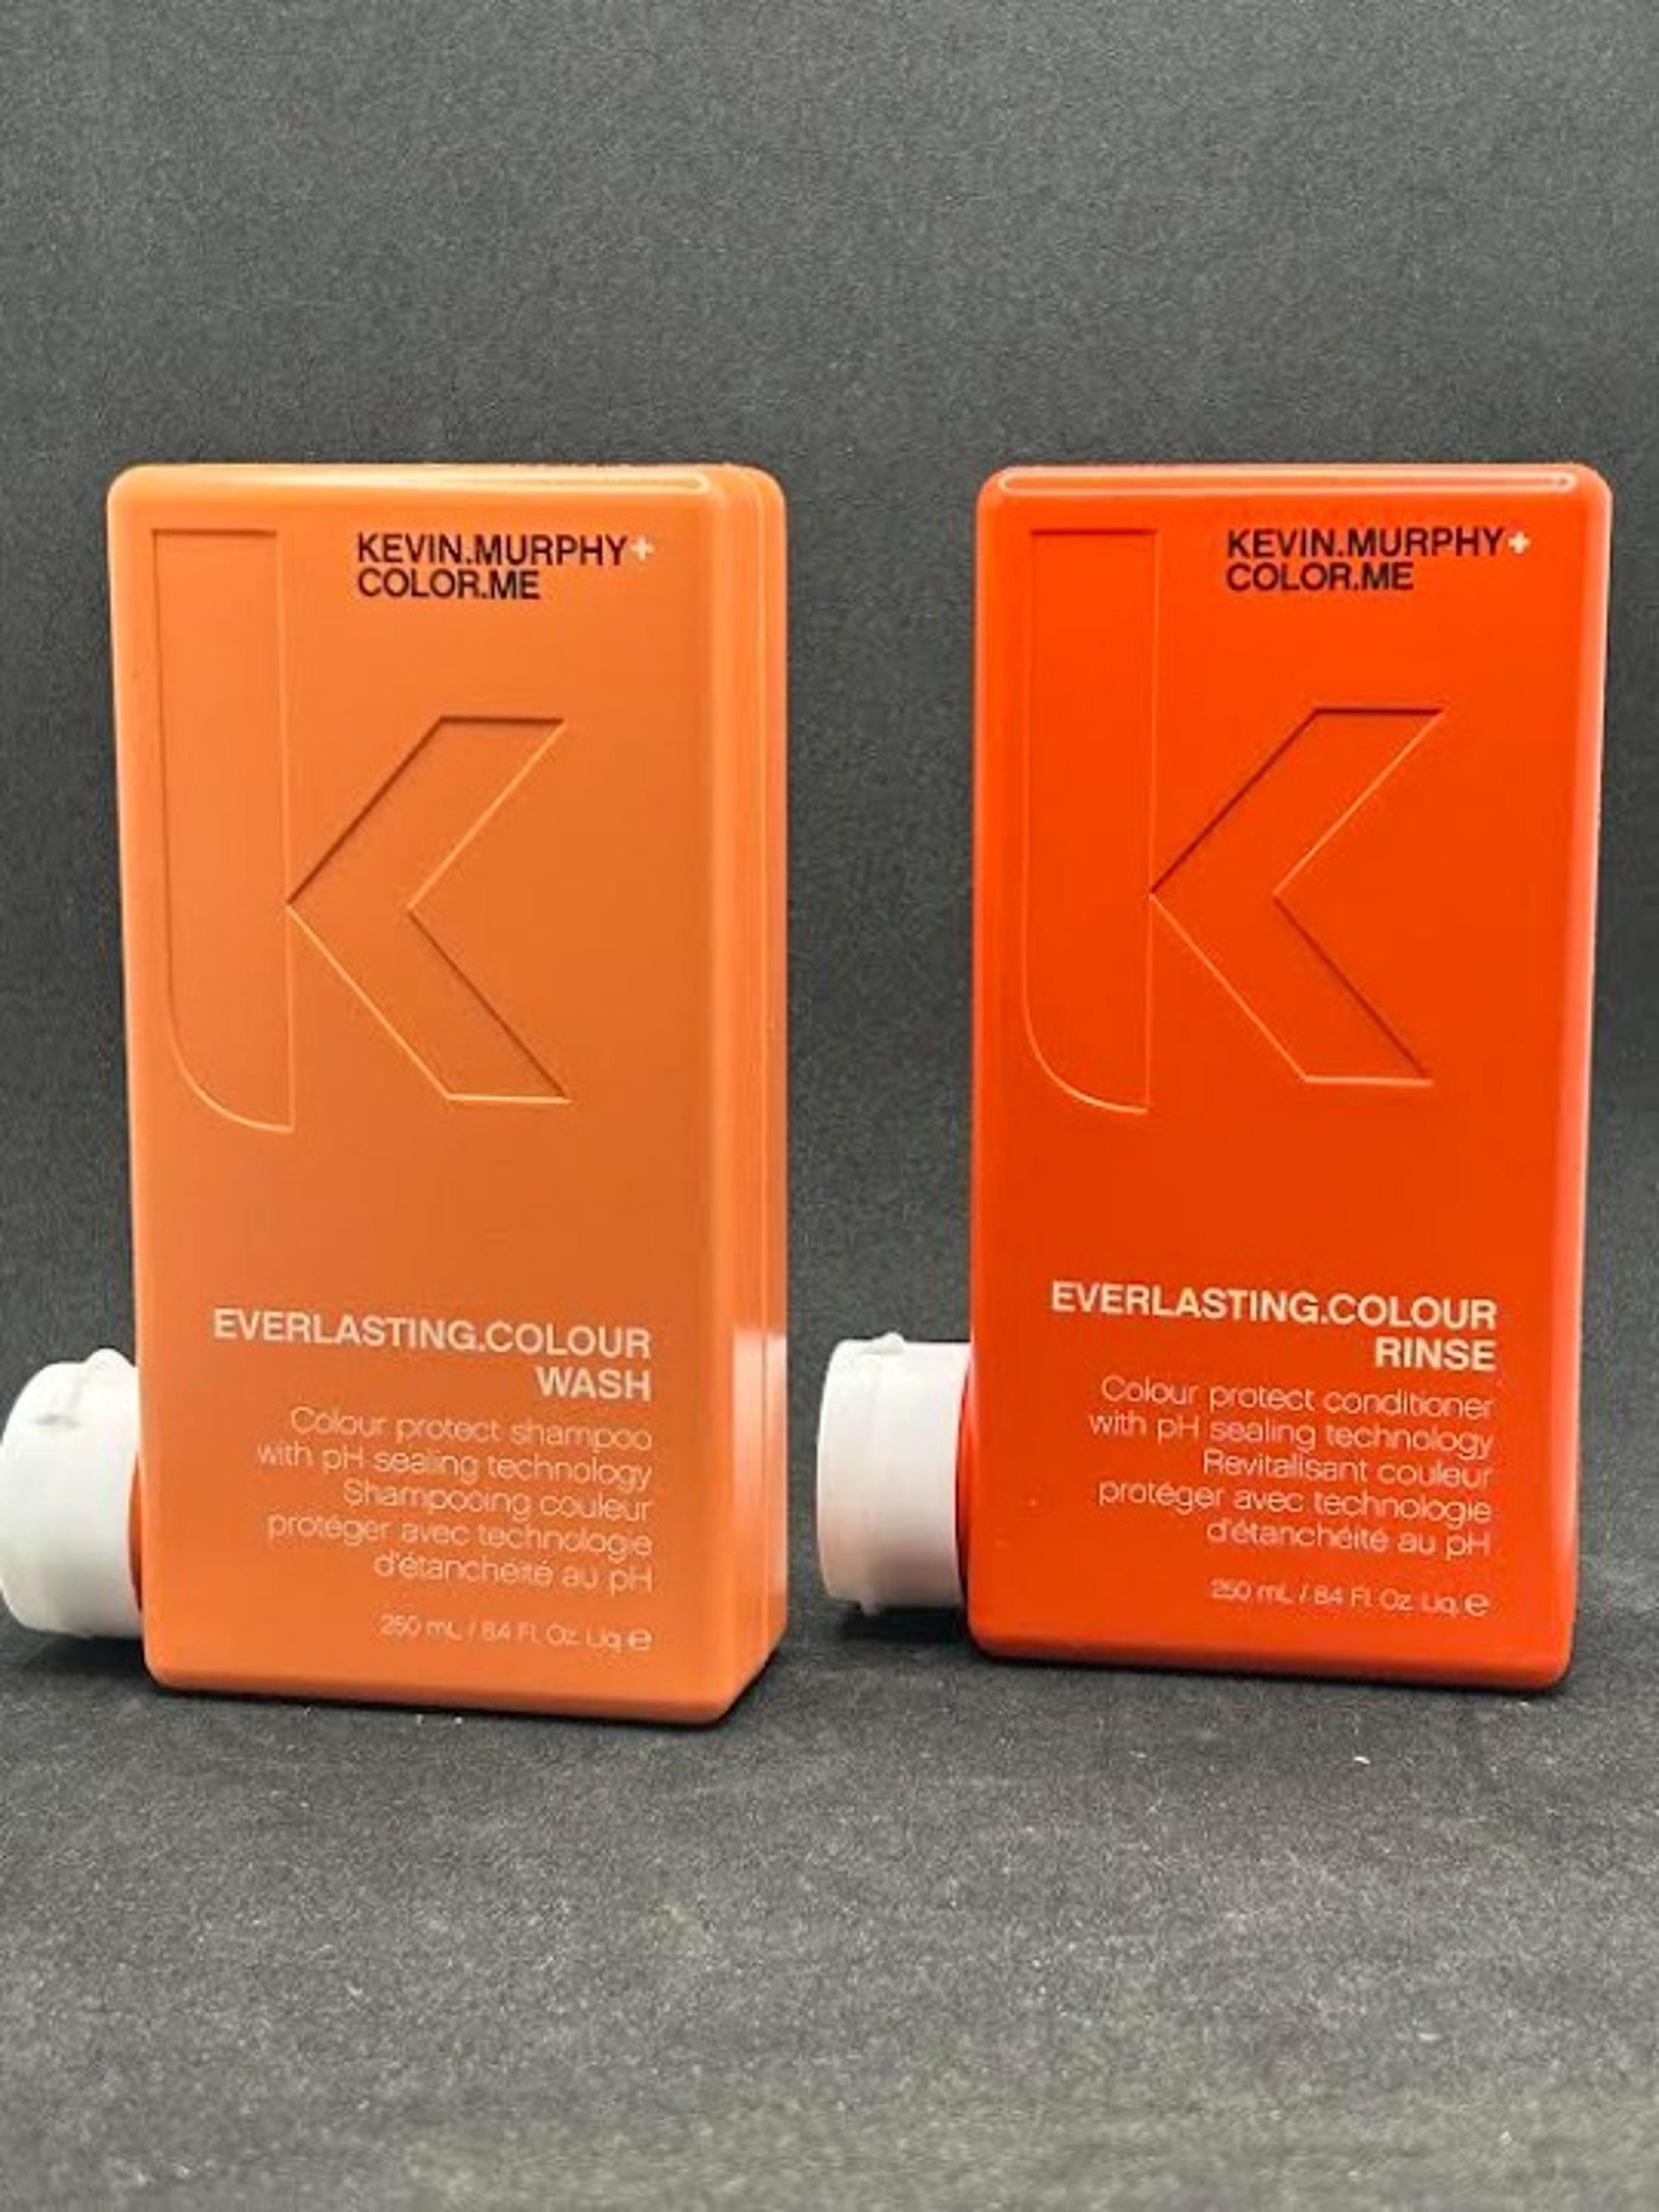 KEVIN.MURPHY+
COLOR.ME
K
EVERLASTING.COLOUR
WASH
Colour protect shampoo
with pH sealing technology
Shampooing couleur
protéger avec technologie
d'étanchéité au pH
250 mL / 8.4 Fl. Oz. Liq. e
KEVIN.MURPHY+
COLOR.ME
K
EVERLASTING.COLOUR
RINSE
Colour protect conditioner
with pH sealing technology
Revitalisant couleur
protéger avec technologie
d'étanchéité au pH
250 mL / 8.4 Fl. Oz. Liq. e